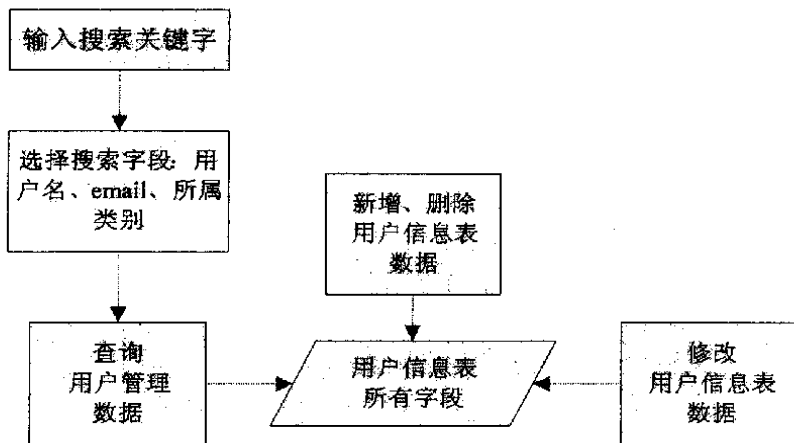 输入搜索关键字
选择搜索字段:用
户名、email、所属
类别
新增、删除
用户信息表
数据
查询
用户管理
数据
用户信息表
所有字段
修改
用户信息表
数据